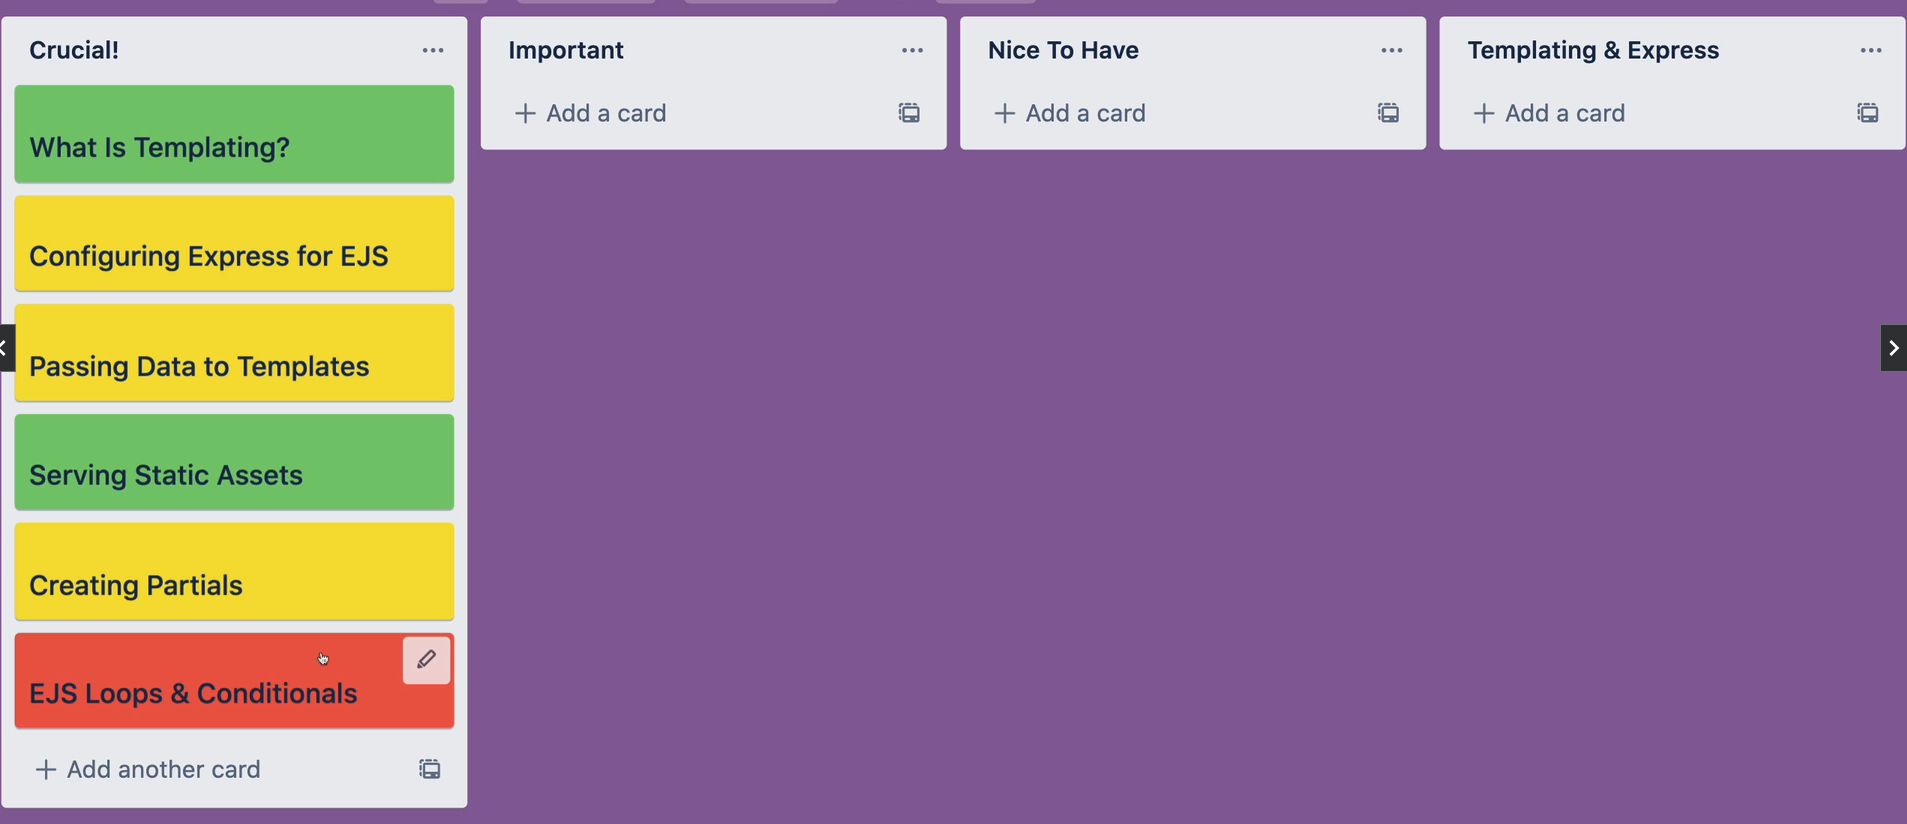 Crucial!
What Is Templating?
Configuring Express for EJS
Passing Data to Templates
Serving Static Assets
Creating Partials
EJS Loops & Conditionals
Add another card
Important
Add a card
Nice To Have
Add a card
Templating & Express
Add a card